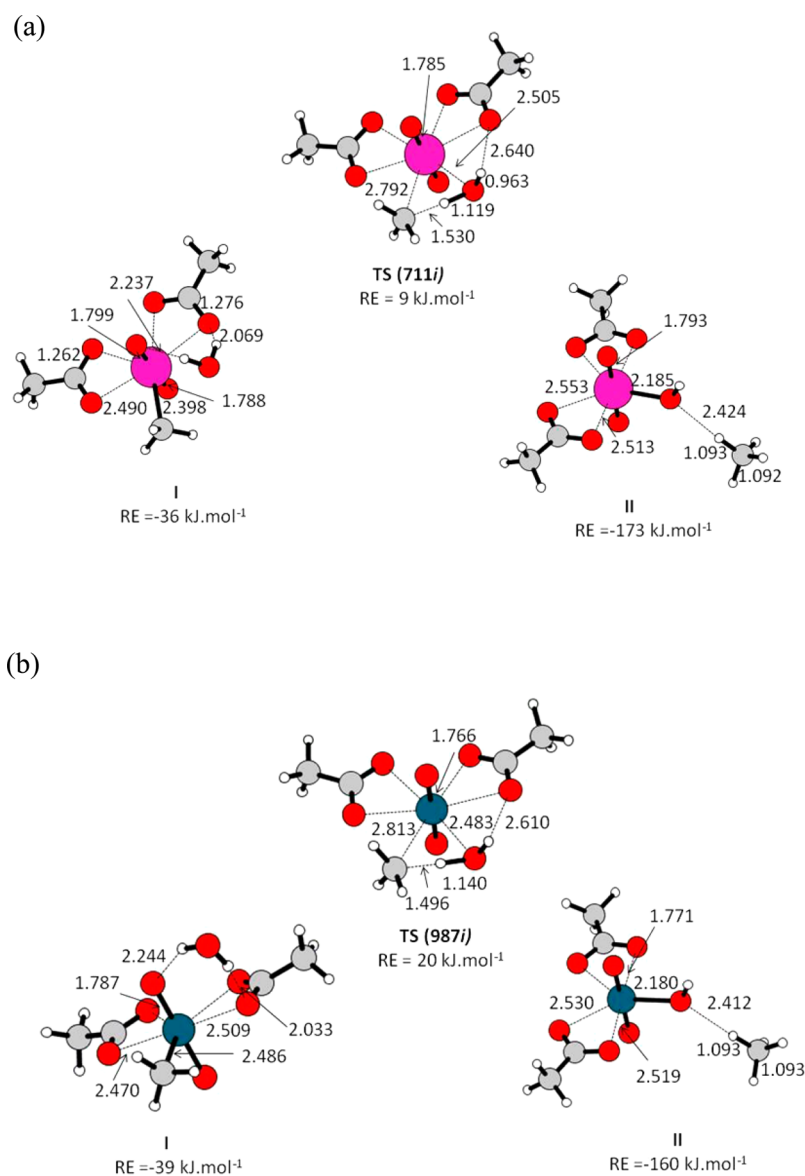 (a)
1.785
2.505
2.640
0.963
2.792
1.119
1.530
TS (711i)
RE = 9 kJ.mol-1
2.237
1.276
1.799
2.069
1.262
2.490
2.398
1.788
I
RE =-36 kJ.mol-1
1.793
2.185
2.553
2.424
2.513
1.093
1.092
II
RE =-173 kJ.mol-1
(b)
1.766
2.813
2.483
2.610
1.140
1.496
TS (987i)
RE = 20 kJ.mol-1
2.244
1.787
2.509
2.033
2.486
2.470
I
RE =-39 kJ.mol-1
1.771
2.180
2.530
2.412
1.093
1.093
2.519
II
RE =-160 kJ.mol-1